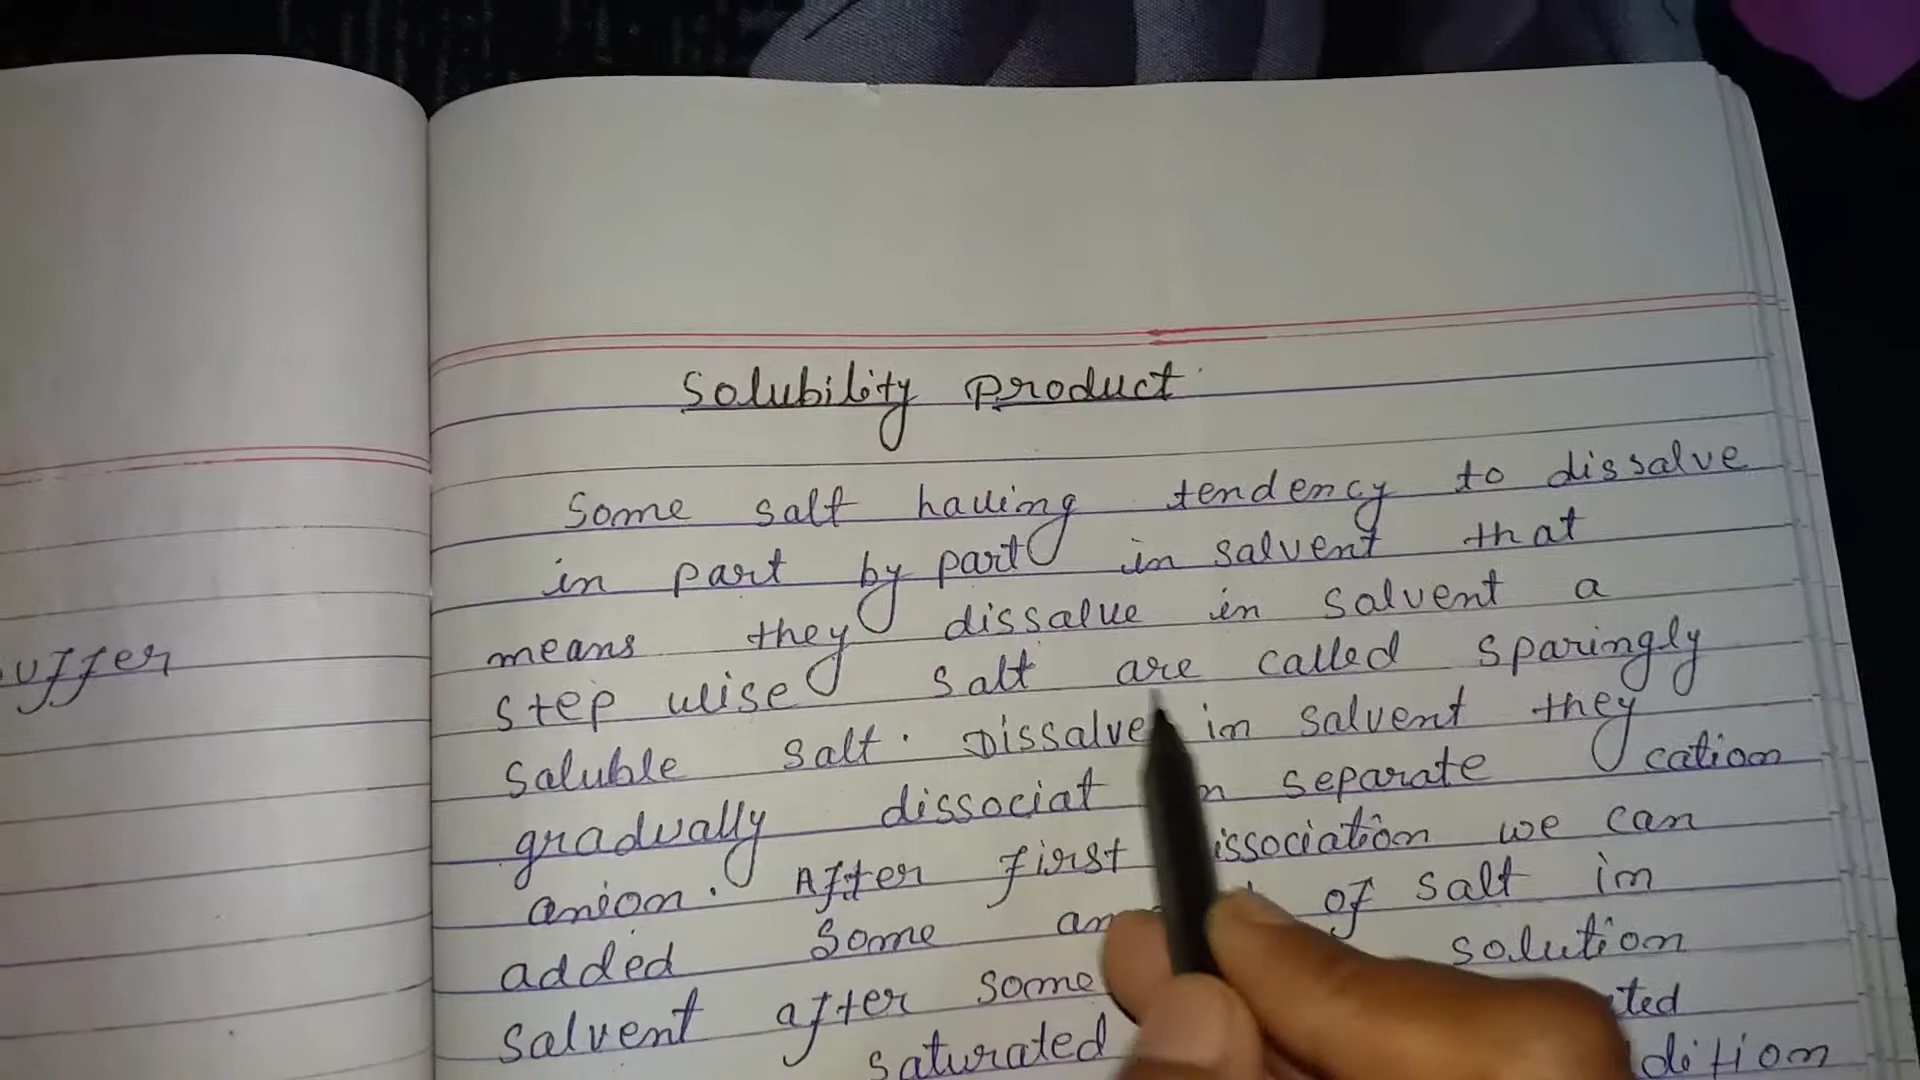 uffer
Solubility product
Some salt having tendency to dissalve
in part by part in salvent that
means they dissalve in salvent a
step wise salt are called sparingly
saluble salt. Dissalve in salvent they
gradually dissociat separate cation
anion. After first we can
added some of salt in
salvent after some solution
saturated